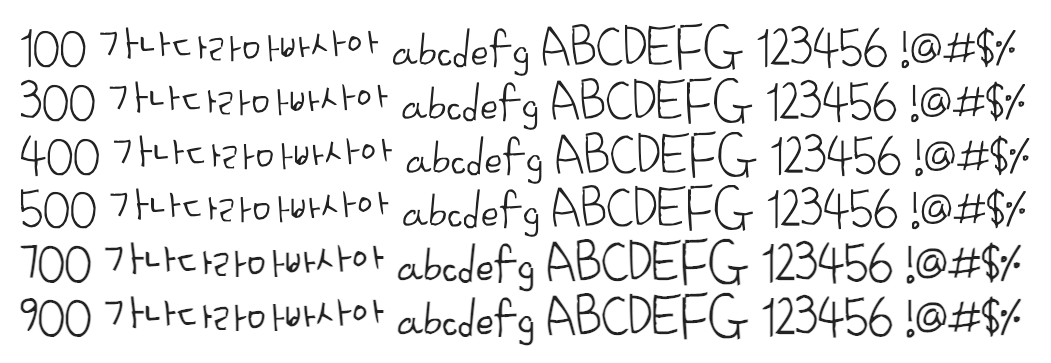 100 가나다라마바사아 abcdefg ABCDEFG 123456 !@#$%
300 가나다라마바사아 abcdefg ABCDEFG 123456 !@#$%
400 가나다라마바사아 abcdefg ABCDEFG 123456 !@#$%
500 가나다라마바사아 abcdefg ABCDEFG 123456 !@#$%
700 가나다라마바사아 abcdefg ABCDEFG 123456 !@#$%
900 가나다라마바사아 abcdefg ABCDEFG 123456 !@#$%